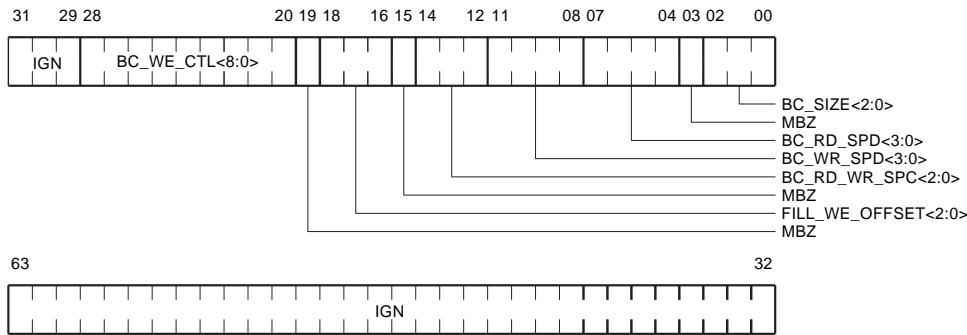 31 29 28 20 19 18 16 15 14 12 11 08 07 04 03 02 00
IGN BC_WE_CTL<8:0>
BC_SIZE<2:0>
MBZ
BC_RD_SPD<3:0>
BC_WR_SPD<3:0>
BC_RD_WR_SPC<2:0>
MBZ
FILL_WE_OFFSET<2:0>
MBZ
63 32
IGN